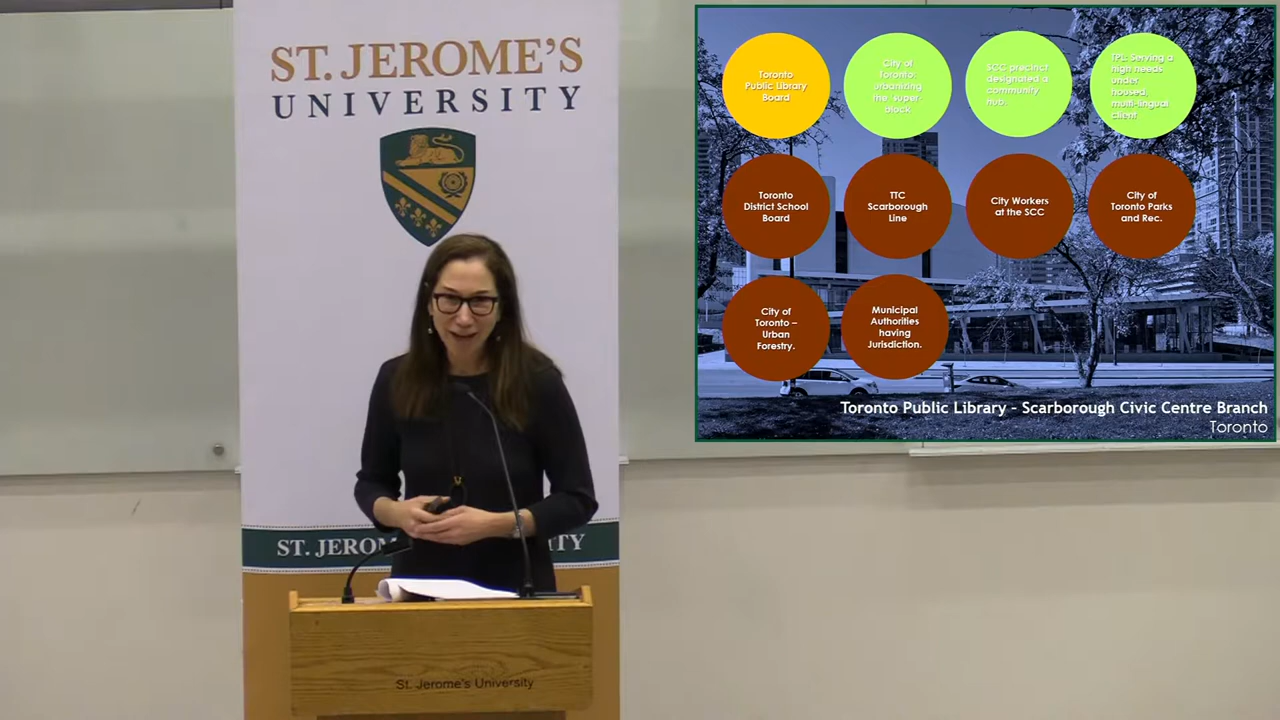 ST. JEROME'S
UNIVERSITY
ST. JEROM
ITY
St. Jerome's University
Toronto
Public Library
Board
City of
Toronto:
urbanizing
the 'super-
block.
SCC precinct
designated a
community
hub.
TPL: Serving a
high needs
under
housed,
multi-lingual
client
Toronto
District School
Board
TTC
Scarborough
Line
City Workers
at the SCC
City of
Toronto Parks
and Rec.
City of
Toronto –
Urban
Forestry.
Municipal
Authorities
having
Jurisdiction.
Toronto Public Library - Scarborough Civic Centre Branch
Toronto